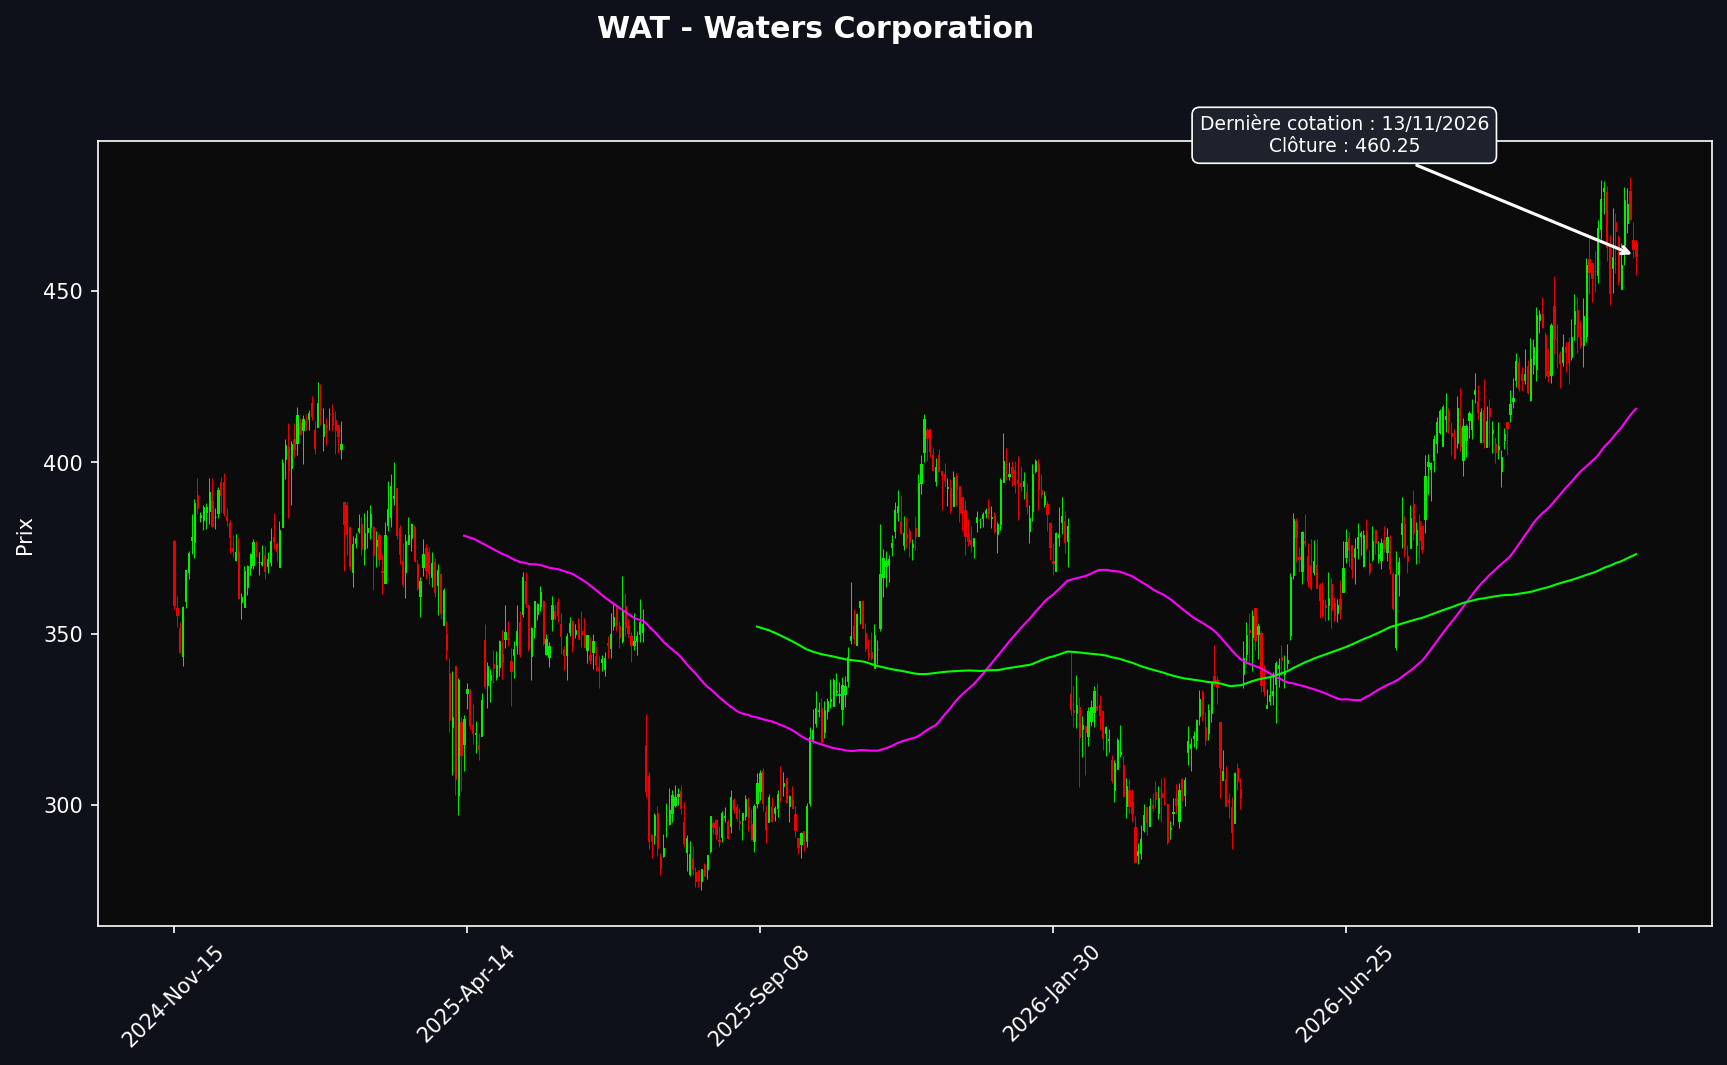 WAT - Waters Corporation
Dernière cotation : 13/11/2026
Clôture : 460.25
Prix
450
400
350
300
2024-Nov-15
2025-Apr-14
2025-Sep-08
2026-Jan-30
2026-Jun-25